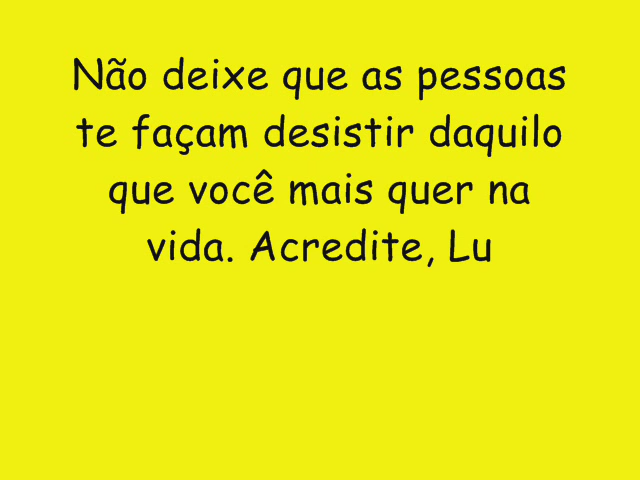 Não deixe que as pessoas
te façam desistir daquilo
que você mais quer na
vida. Acredite, Lu